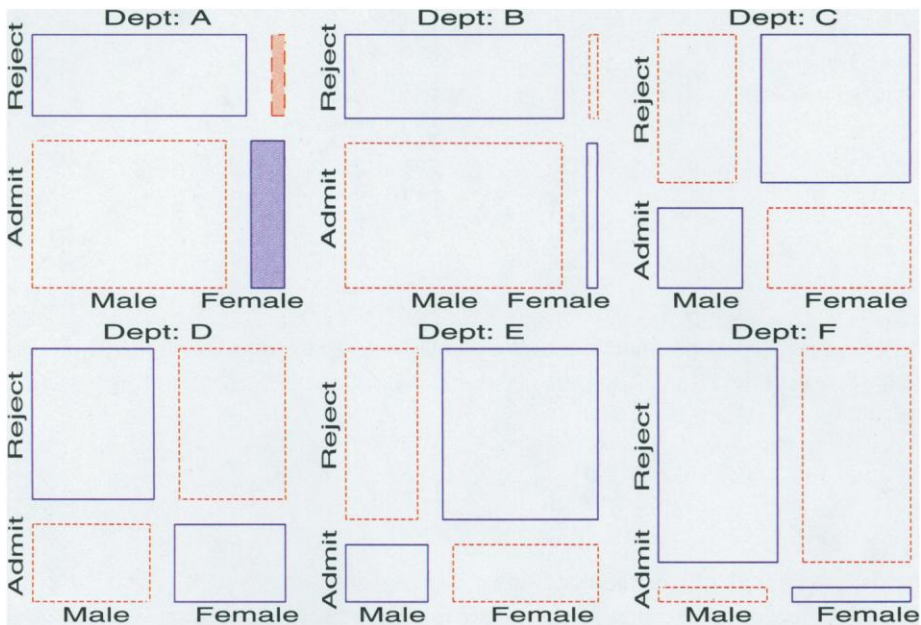 Dept: A
Reject
Admit
Male Female
Dept: B
Reject
Admit
Male Female
Dept: C
Reject
Admit
Male Female
Dept: D
Reject
Admit
Male Female
Dept: E
Reject
Admit
Male Female
Dept: F
Reject
Admit
Male Female